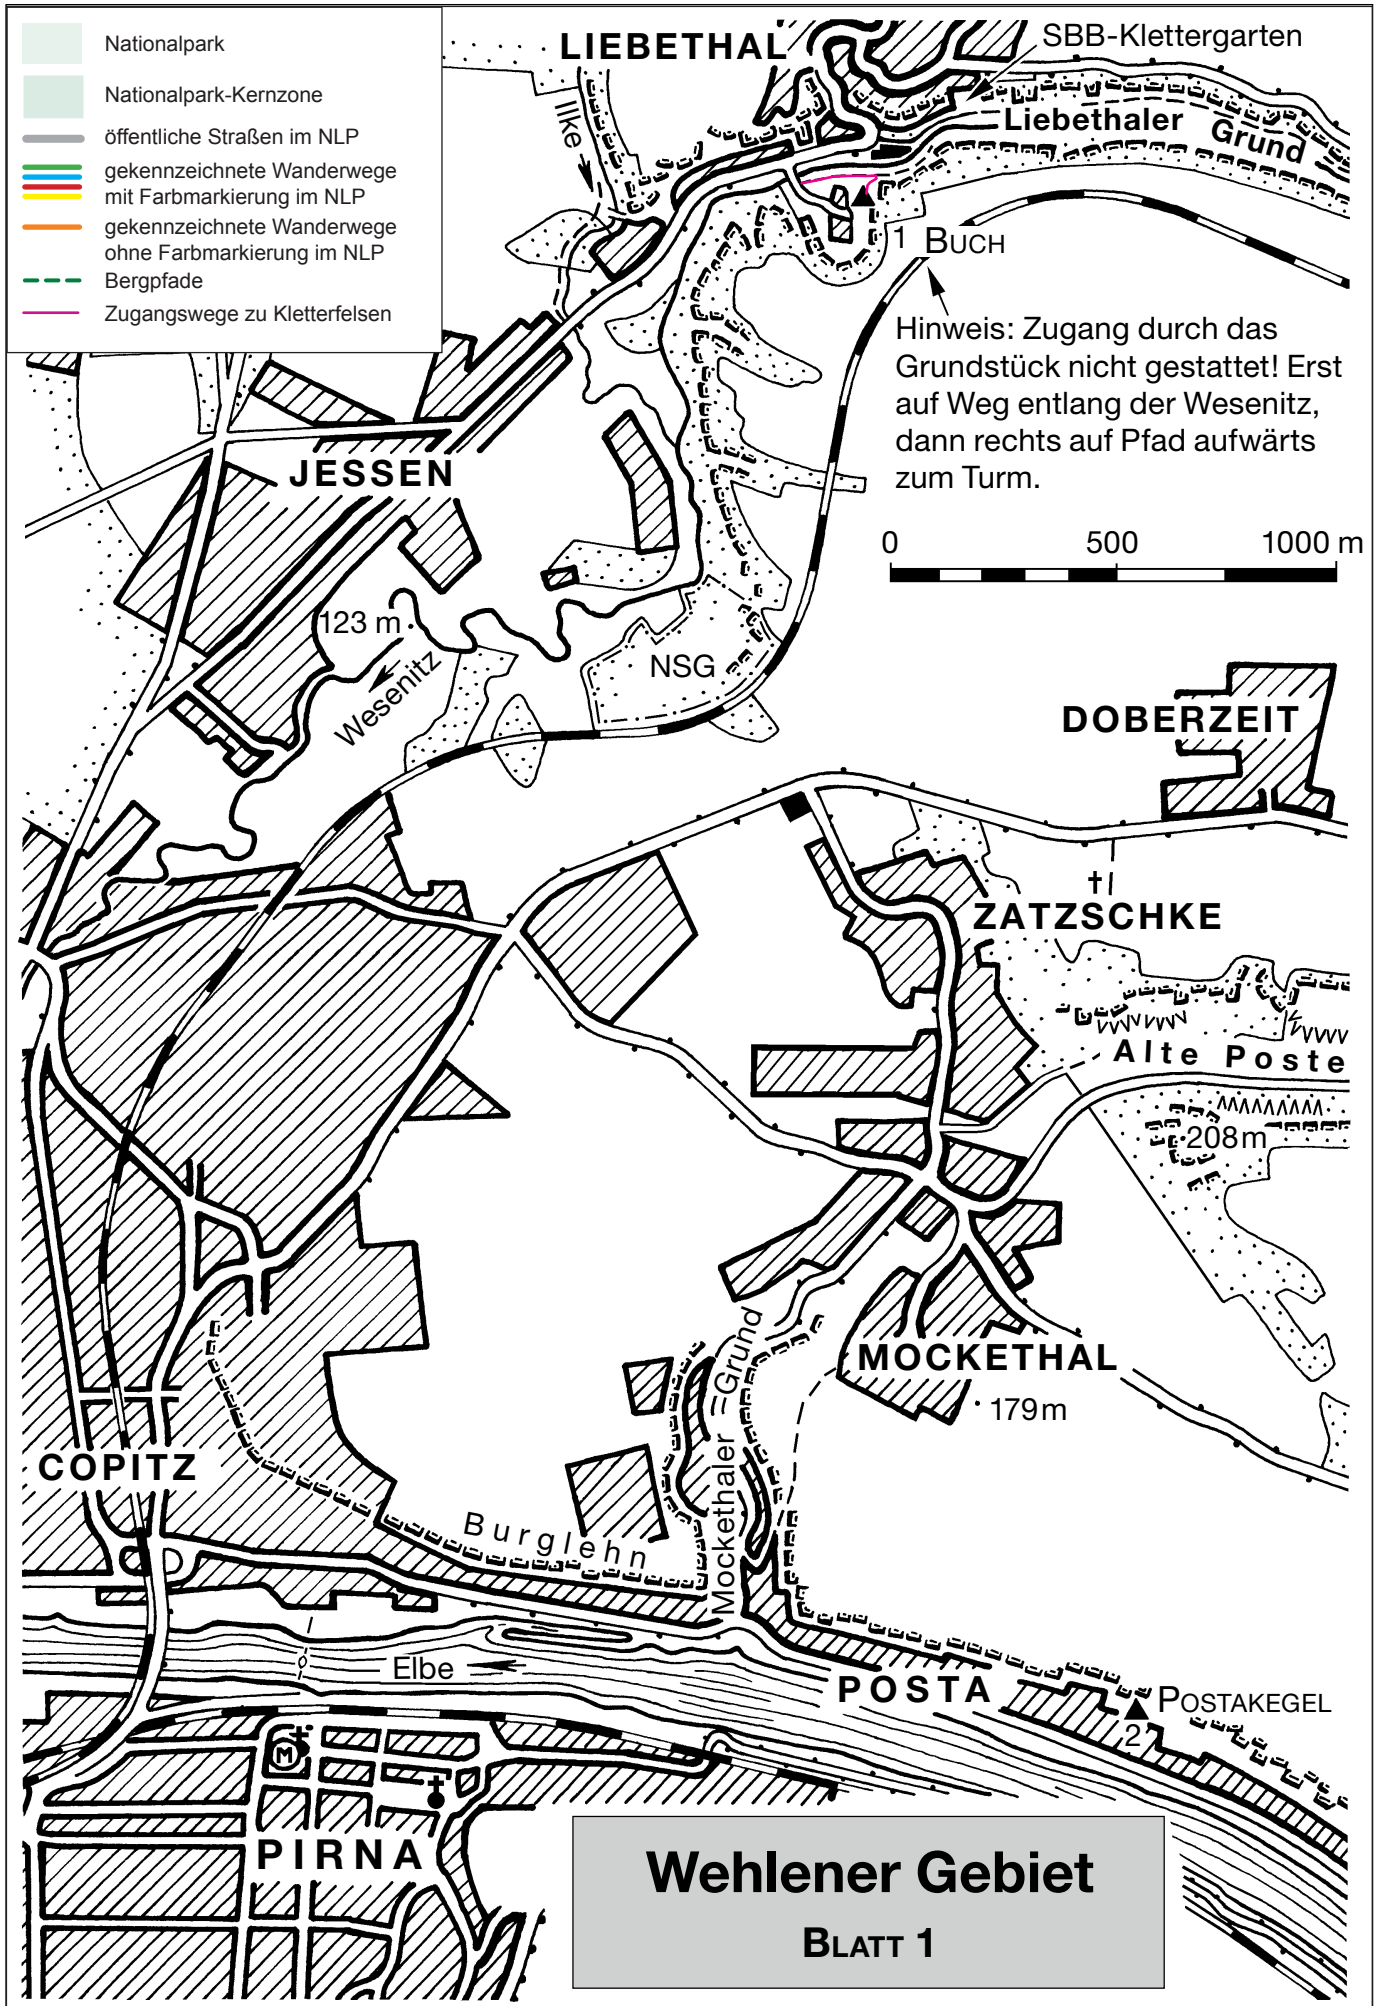 Nationalpark
Nationalpark-Kernzone
öffentliche Straßen im NLP
gekennzeichnete Wanderwege
mit Farbmarkierung im NLP
gekennzeichnete Wanderwege
ohne Farbmarkierung im NLP
Bergpfade
Zugangswege zu Kletterfelsen
LIEBETHAL
SBB-Klettergarten
Ilke
Liebethaler Grund
1 BUCH
Hinweis: Zugang durch das
Grundstück nicht gestattet! Erst
auf Weg entlang der Wesenitz,
dann rechts auf Pfad aufwärts
zum Turm.
JESSEN
0 500 1000 m
123 m
Wesenitz
NSG
DOBERZEIT
ZATZSCHKE
Alte Poste
208 m
MOCKETHAL
179 m
Mockethaler Grund
COPITZ
Burglehn
Elbe
POSTA
POSTAKEGEL
2
M
PIRNA
Wehlener Gebiet
BLATT 1